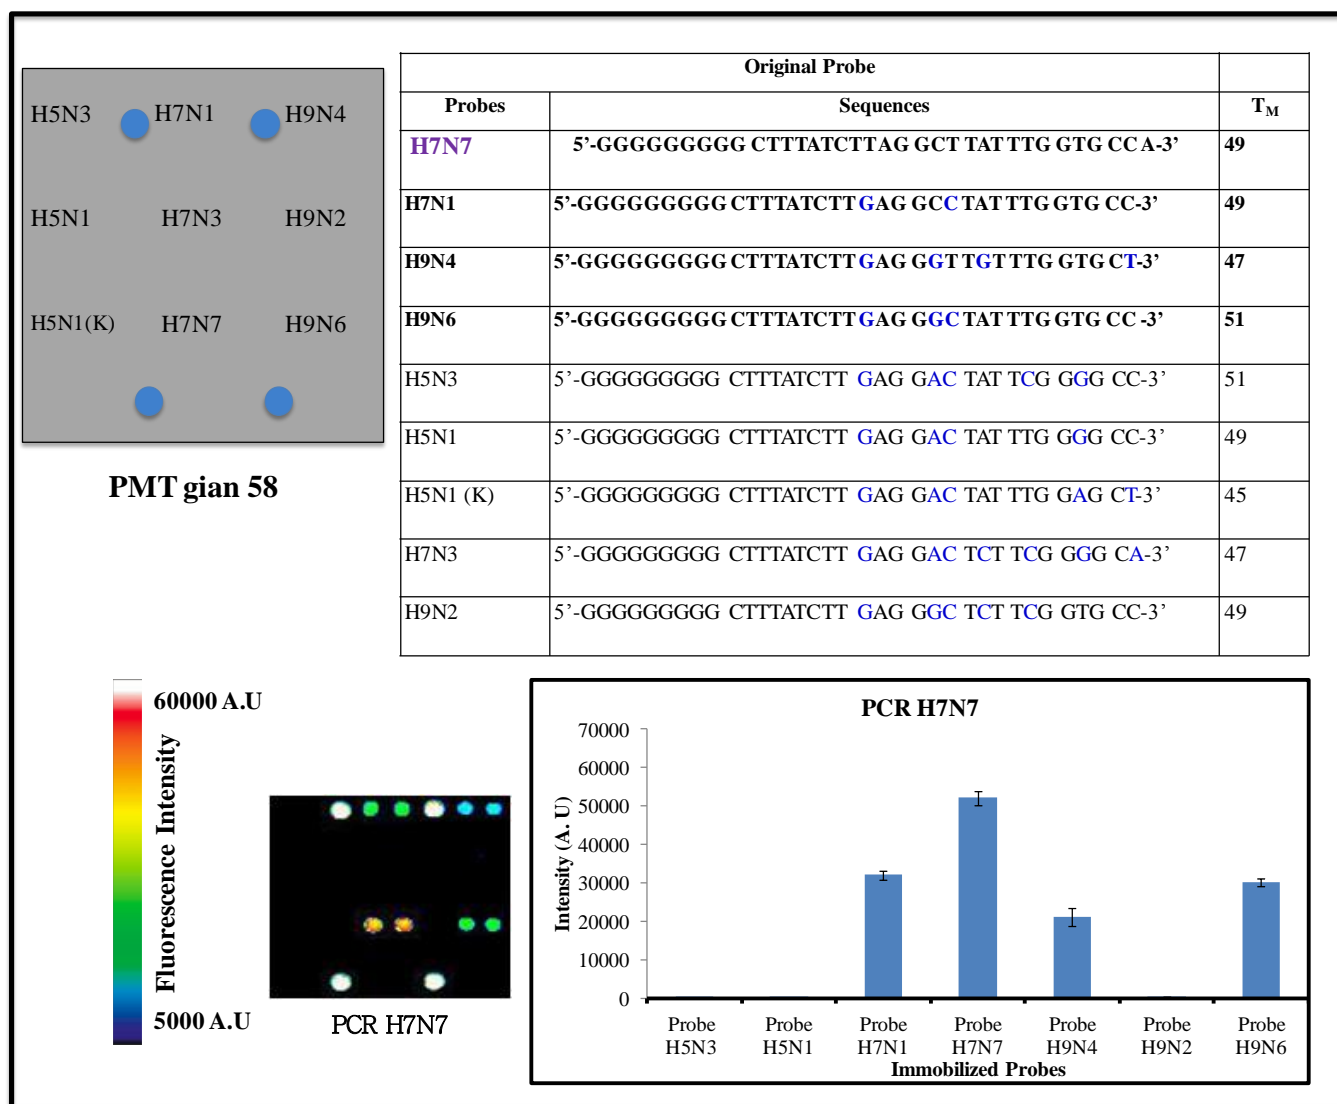 H5N3 H7N1 H9N4
H5N1 H7N3 H9N2
H5N1(K) H7N7 H9N6
PMT gian 58
Original Probe
Probes Sequences TM
H7N7 5’-GGGGGGGGG CTTTATCTTAG GCT TAT TTG GTG CC A-3’ 49
H7N1 5’-GGGGGGGGG CTTTATCTT GAG GCC TAT TTG GTG CC-3’ 49
H9N4 5’-GGGGGGGGG CTTTATCTT GAG GGT TGT TTG GTG CT-3’ 47
H9N6 5’-GGGGGGGGG CTTTATCTT GAG GGC TAT TTG GTG CC -3’ 51
H5N3 5’-GGGGGGGGG CTTTATCTT GAG GAC TAT TCG GGG CC-3’ 51
H5N1 5’-GGGGGGGGG CTTTATCTT GAG GAC TAT TTG GGG CC-3’ 49
H5N1 (K) 5’-GGGGGGGGG CTTTATCTT GAG GAC TAT TTG GAG CT-3’ 45
H7N3 5’-GGGGGGGGG CTTTATCTT GAG GAC TCT TCG GGG CA-3’ 47
H9N2 5’-GGGGGGGGG CTTTATCTT GAG GGC TCT TCG GTG CC-3’ 49
60000 A.U
Fluorescence Intensity
5000 A.U
PCR H7N7
PCR H7N7
Intensity (A. U)
70000
60000
50000
40000
30000
20000
10000
0
Probe Probe Probe Probe Probe Probe Probe
H5N3 H5N1 H7N1 H7N7 H9N4 H9N2 H9N6
Immobilized Probes